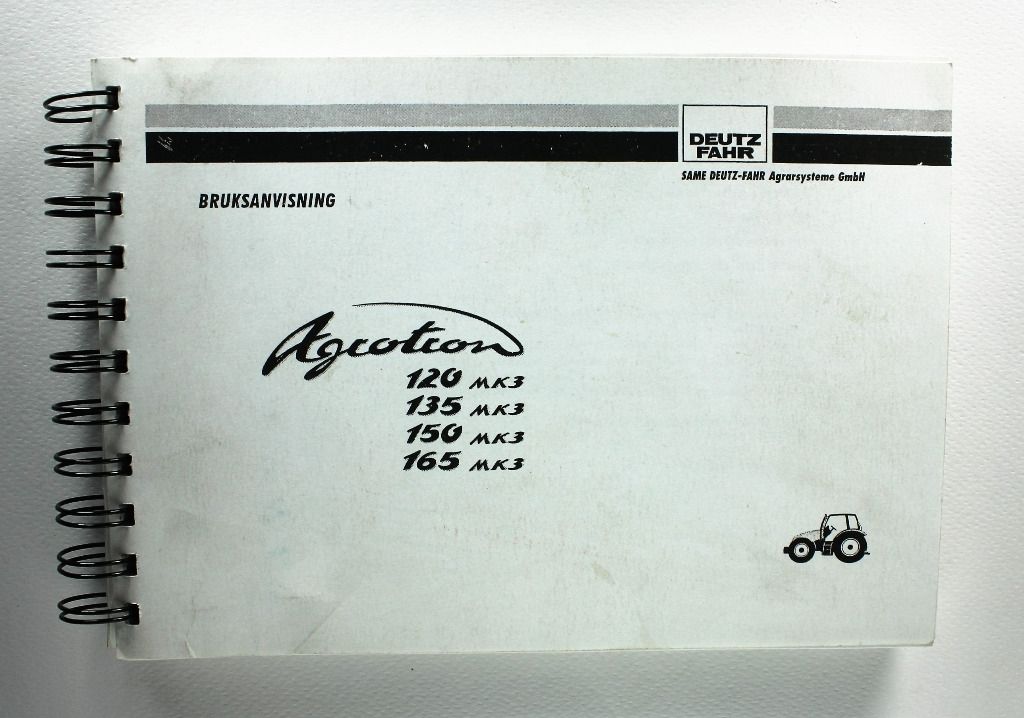 DEUTZ
FAHR
SAME DEUTZ-FAHR Agrarsysteme GmbH
BRUKSANVISNING
Agrotron
120 MK3
135 MK3
150 MK3
165 MK3